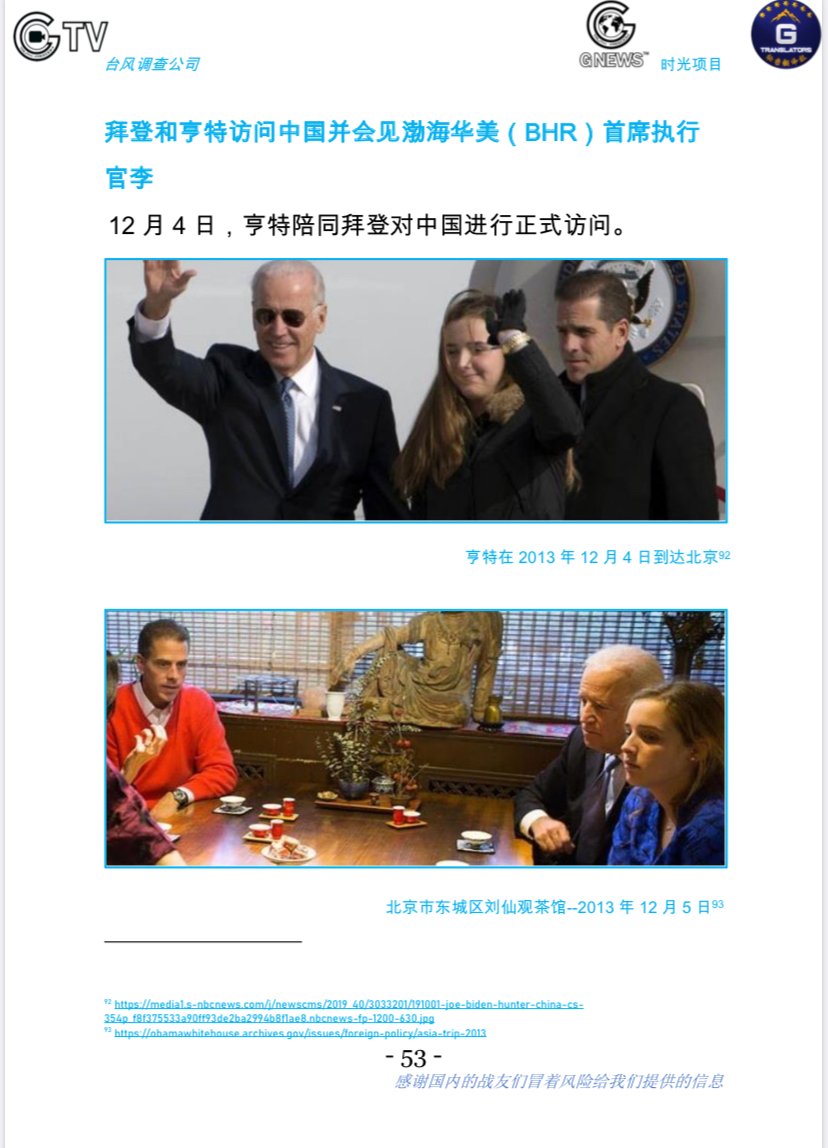 GTV
GNEWS™
G
TRANSLATORS
台风调查公司
时光项目
拜登和亨特访问中国并会见渤海华美（BHR）首席执行
官李
12 月 4 日，亨特陪同拜登对中国进行正式访问。
STATES
亨特在 2013 年 12 月 4 日到达北京92
北京市东城区刘仙观茶馆--2013 年 12 月 5 日93
92 https://media1.s-nbcnews.com/j/newscms/2019_40/3033201/191001-joe-biden-hunter-china-cs-
354p_f8f375533a90ff93de2ba2994b8f1ae8.nbcnews-fp-1200-630.jpg
93 https://obamawhitehouse.archives.gov/issues/foreign-policy/asia-trip-2013
- 53 -
感谢国内的战友们冒着风险给我们提供的信息